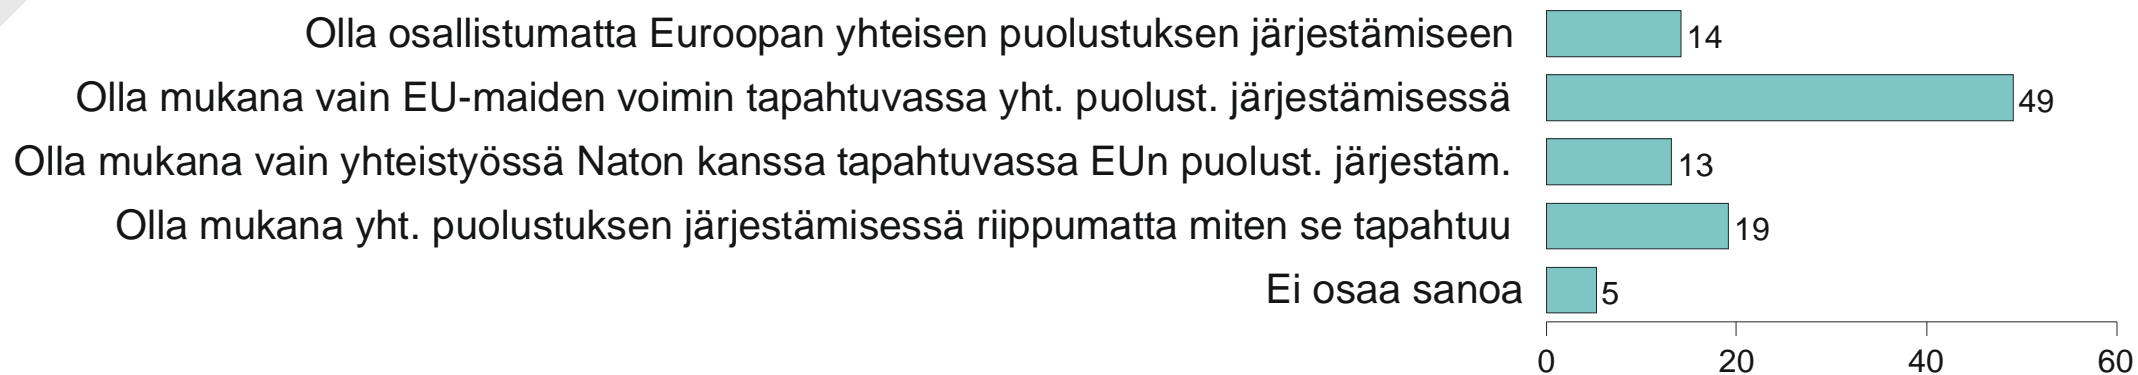 Olla osallistumatta Euroopan yhteisen puolustuksen järjestämiseen 14
Olla mukana vain EU-maiden voimin tapahtuvassa yht. puolust. järjestämisessä 49
Olla mukana vain yhteistyössä Naton kanssa tapahtuvassa EUn puolust. järjestäm. 13
Olla mukana yht. puolustuksen järjestämisessä riippumatta miten se tapahtuu 19
Ei osaa sanoa 5
0 20 40 60